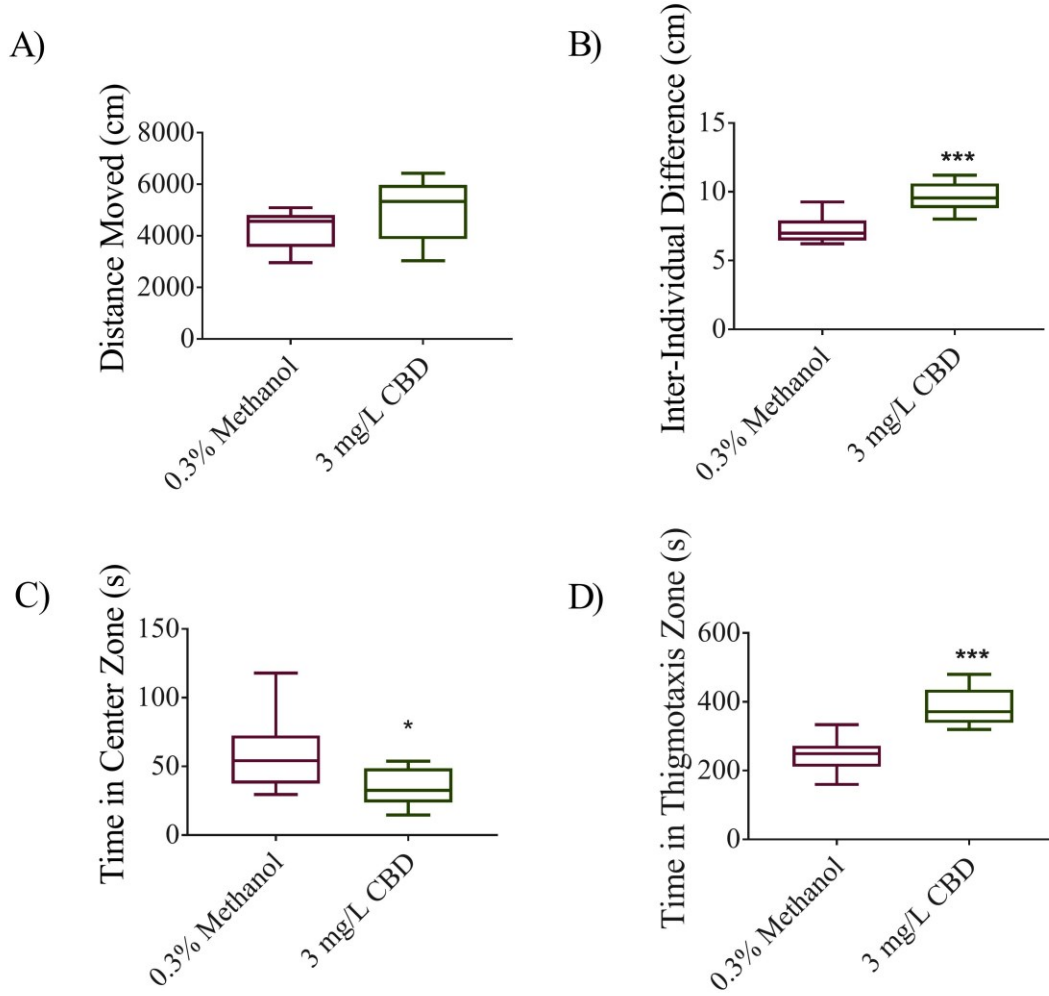 A)
Distance Moved (cm)
8000
6000
4000
2000
0
0.3% Methanol
3 mg/L CBD
B)
Inter-Individual Difference (cm)
15
10
5
0
***
0.3% Methanol
3 mg/L CBD
C)
Time in Center Zone (s)
150
100
50
0
*
0.3% Methanol
3 mg/L CBD
D)
Time in Thigmotaxis Zone (s)
600
400
200
0
***
0.3% Methanol
3 mg/L CBD